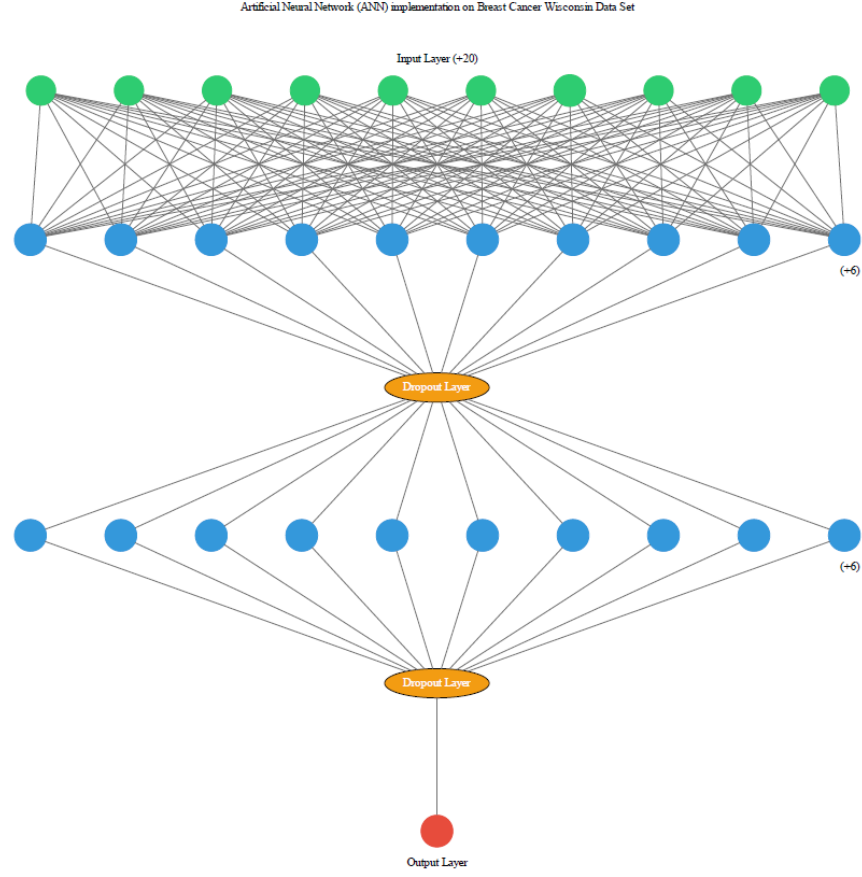 Artificial Neural Network (ANN) implementation on Breast Cancer Wisconsin Data Set
Input Layer (+20)
(+6)
Dropout Layer
(+6)
Dropout Layer
Output Layer